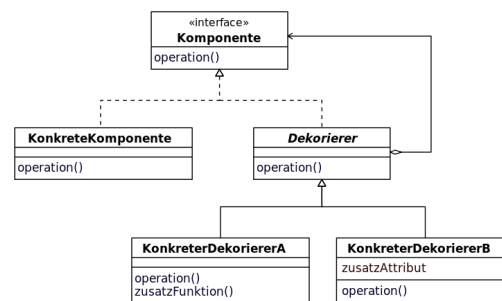 «interface»
Komponente
operation()
KonkreteKomponente
operation()
Dekorierer
operation()
KonkreterDekoriererA
operation()
zusatzFunktion()
KonkreterDekoriererB
zusatzAttribut
operation()